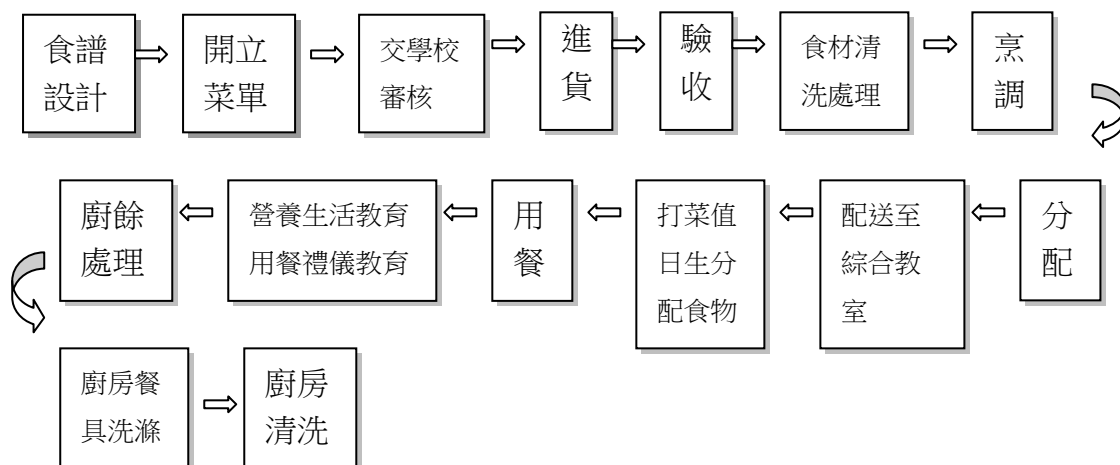 食譜
設計
開立
菜單
交學校
審核
進
貨
驗
收
食材清
洗處理
烹
調
分
配
配送至
綜合教
室
打菜值
日生分
配食物
用
餐
營養生活教育
用餐禮儀教育
廚餘
處理
廚房餐
具洗滌
廚房
清洗